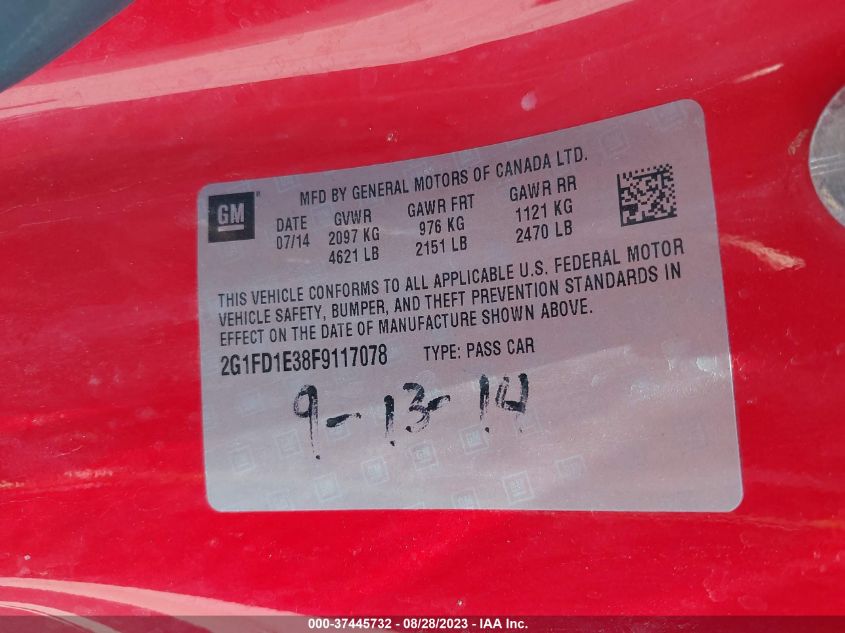 GM
MFD BY GENERAL MOTORS OF CANADA LTD.
DATE GVWR GAWR FRT GAWR RR
07/14 2097 KG 976 KG 1121 KG
4621 LB 2151 LB 2470 LB
THIS VEHICLE CONFORMS TO ALL APPLICABLE U.S. FEDERAL MOTOR
VEHICLE SAFETY, BUMPER, AND THEFT PREVENTION STANDARDS IN
EFFECT ON THE DATE OF MANUFACTURE SHOWN ABOVE.
2G1FD1E38F9117078 TYPE: PASS CAR
9-13-14
000-37445732 - 08/28/2023 - IAA Inc.